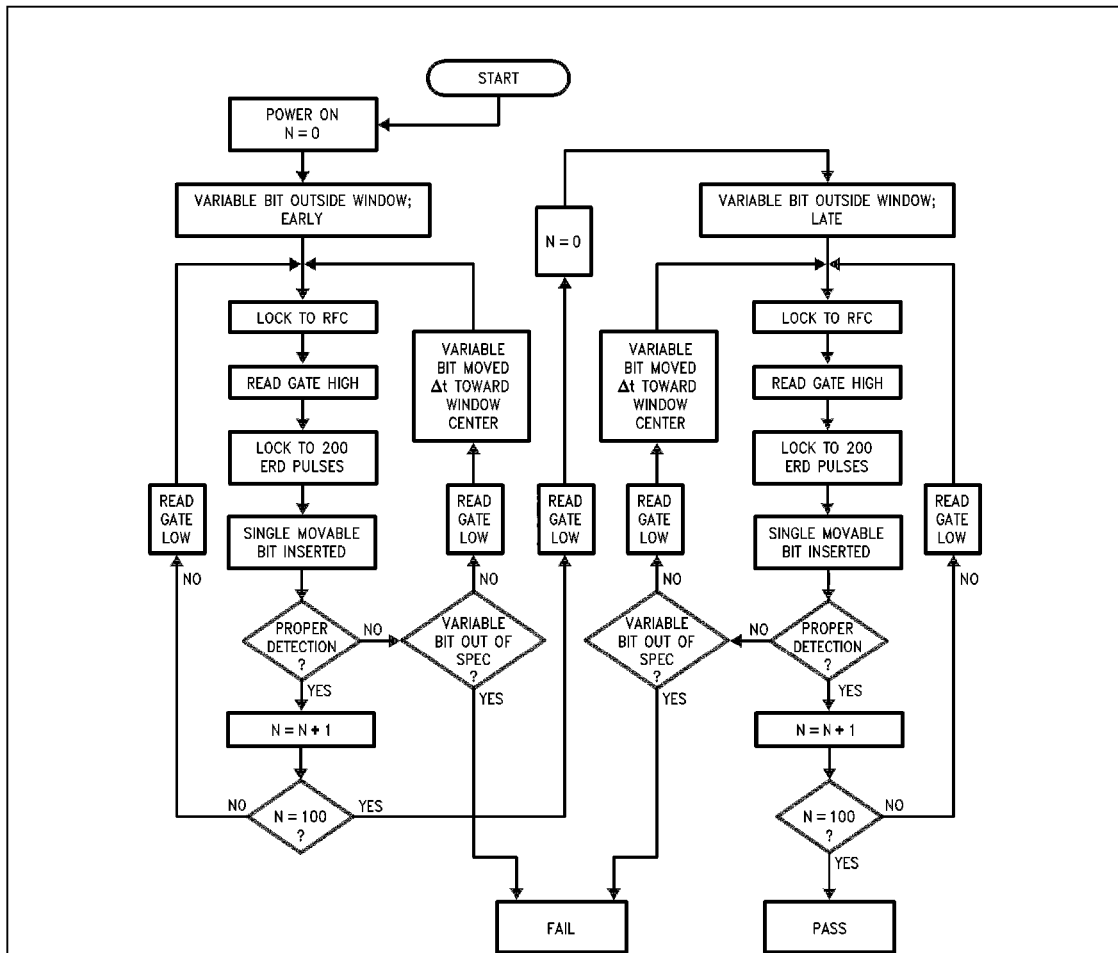 START
POWER ON
N = 0
VARIABLE BIT OUTSIDE WINDOW;
EARLY
LOCK TO RFC
READ GATE HIGH
LOCK TO 200
ERD PULSES
SINGLE MOVABLE
BIT INSERTED
PROPER
DETECTION
?
NO
YES
N = N + 1
N = 100
?
NO
YES
READ
GATE
LOW
NO
VARIABLE
BIT OUT OF
SPEC
?
NO
YES
READ
GATE
LOW
VARIABLE
BIT MOVED
Δt TOWARD
WINDOW
CENTER
READ
GATE
LOW
N = 0
VARIABLE BIT OUTSIDE WINDOW;
LATE
LOCK TO RFC
READ GATE HIGH
LOCK TO 200
ERD PULSES
SINGLE MOVABLE
BIT INSERTED
PROPER
DETECTION
?
NO
YES
N = N + 1
N = 100
?
NO
YES
READ
GATE
LOW
NO
VARIABLE
BIT OUT OF
SPEC
?
NO
YES
READ
GATE
LOW
VARIABLE
BIT MOVED
Δt TOWARD
WINDOW
CENTER
FAIL
PASS